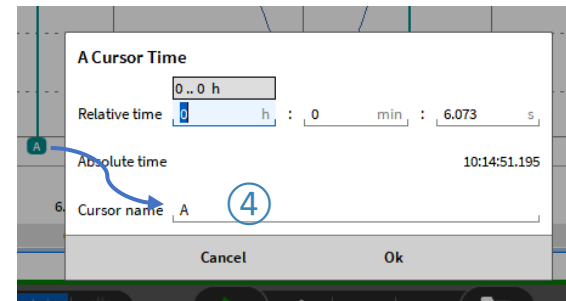 A Cursor Time
0 .. 0 h
Relative time 0 h : 0 min : 6.073 s
A
Absolute time 10:14:51.195
6.
Cursor name A 4
Cancel Ok